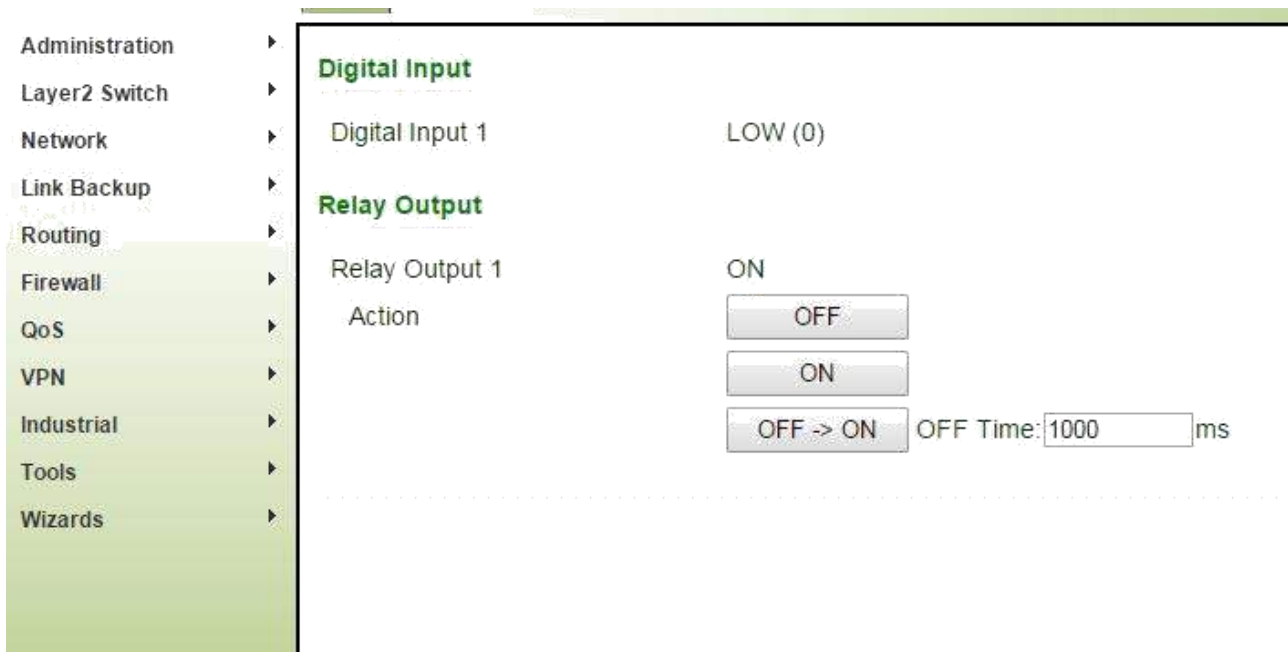 Administration
Layer2 Switch
Network
Link Backup
Routing
Firewall
QoS
VPN
Industrial
Tools
Wizards
Digital Input
Digital Input 1 LOW (0)
Relay Output
Relay Output 1 ON
Action OFF
ON
OFF -> ON OFF Time: 1000 ms